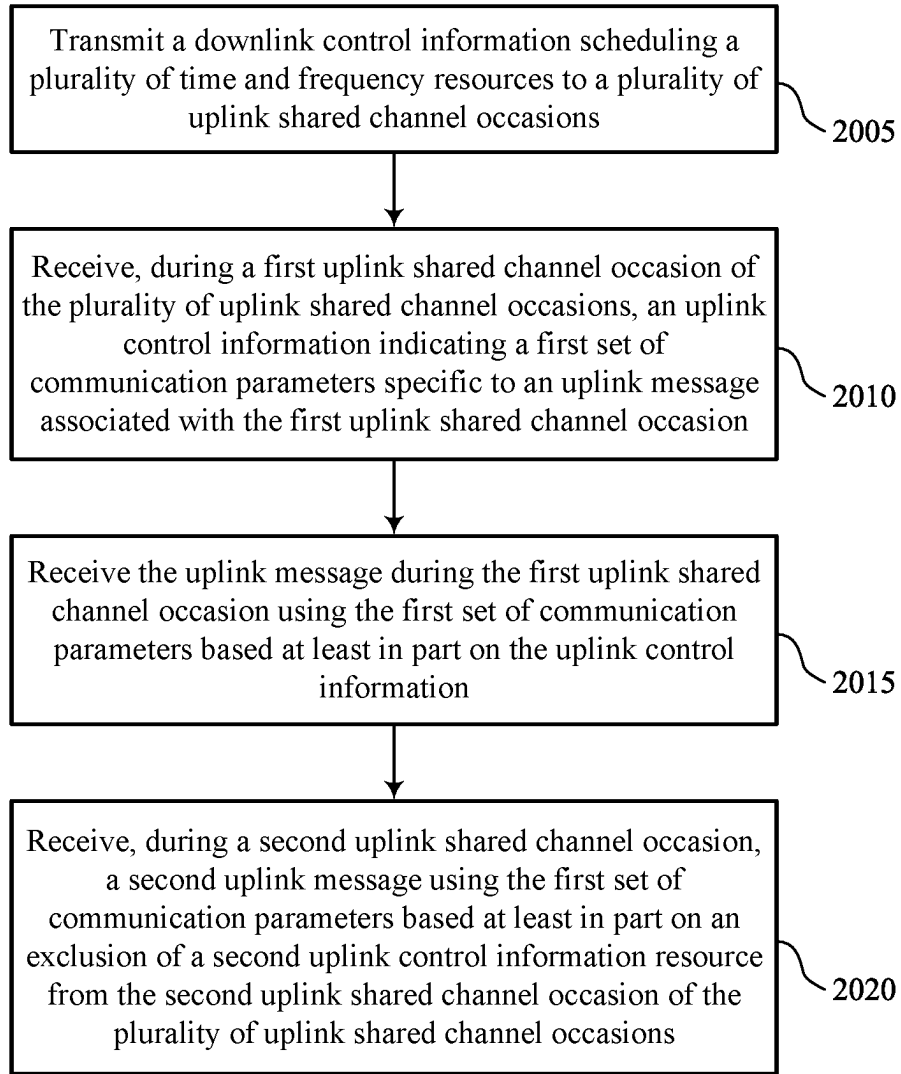 Transmit a downlink control information scheduling a
plurality of time and frequency resources to a plurality of
uplink shared channel occasions
2005
Receive, during a first uplink shared channel occasion of
the plurality of uplink shared channel occasions, an uplink
control information indicating a first set of
communication parameters specific to an uplink message
associated with the first uplink shared channel occasion
2010
Receive the uplink message during the first uplink shared
channel occasion using the first set of communication
parameters based at least in part on the uplink control
information
2015
Receive, during a second uplink shared channel occasion,
a second uplink message using the first set of
communication parameters based at least in part on an
exclusion of a second uplink control information resource
from the second uplink shared channel occasion of the
plurality of uplink shared channel occasions
2020